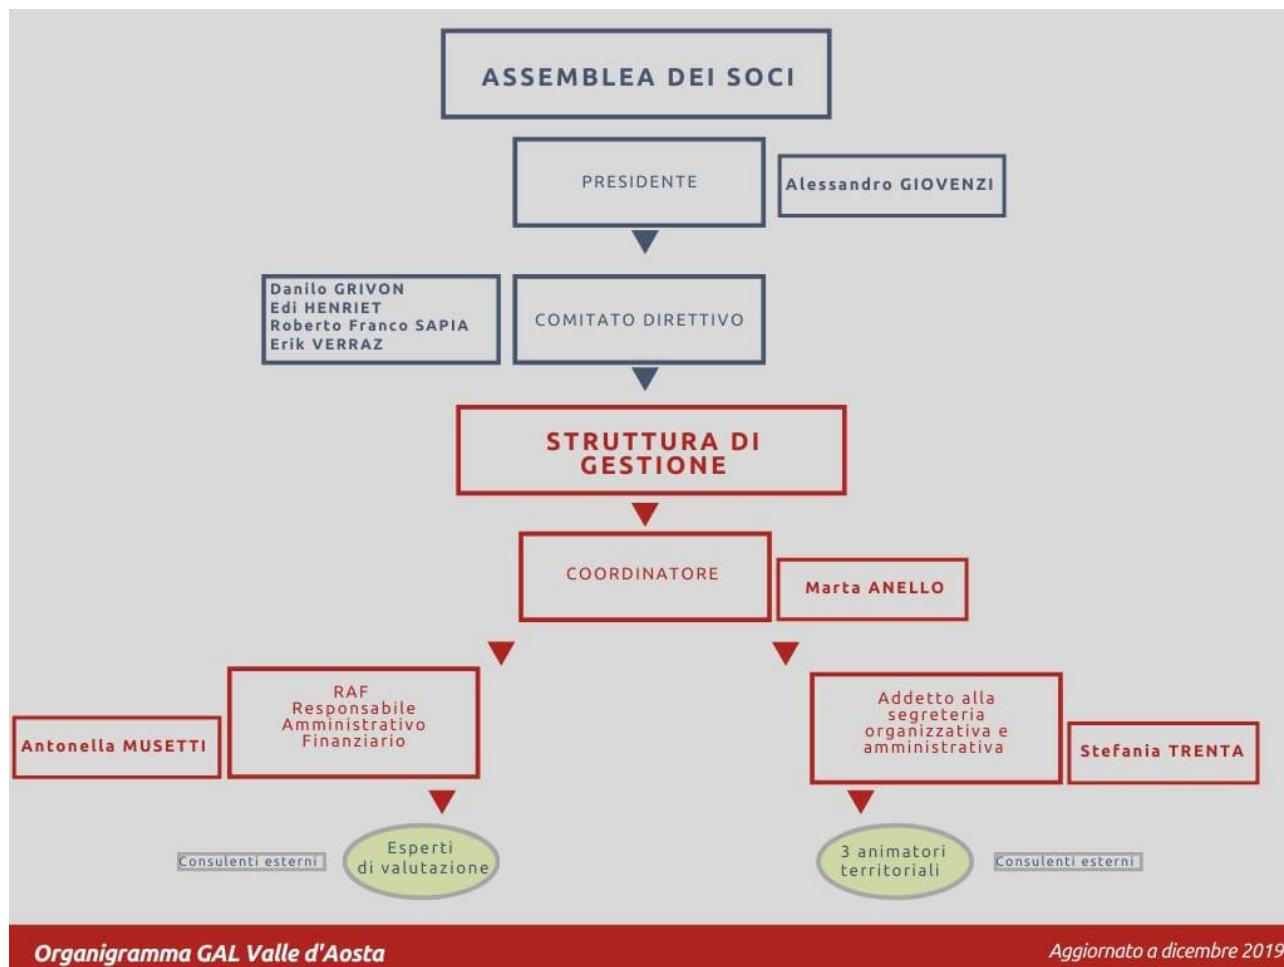 ASSEMBLEA DEI SOCI
PRESIDENTE
Alessandro GIOVENZI
Danilo GRIVON
Edi HENRIET
Roberto Franco SAPIA
Erik VERRAZ
COMITATO DIRETTIVO
STRUTTURA DI
GESTIONE
COORDINATORE
Marta ANELLO
RAF
Responsabile
Amministrativo
Finanziario
Antonella MUSETTI
Addetto alla
segreteria
organizzativa e
amministrativa
Stefania TRENTA
Consulenti esterni
Esperti
di valutazione
3 animatori
territoriali
Consulenti esterni
Organigramma GAL Valle d'Aosta
Aggiornato a dicembre 2019